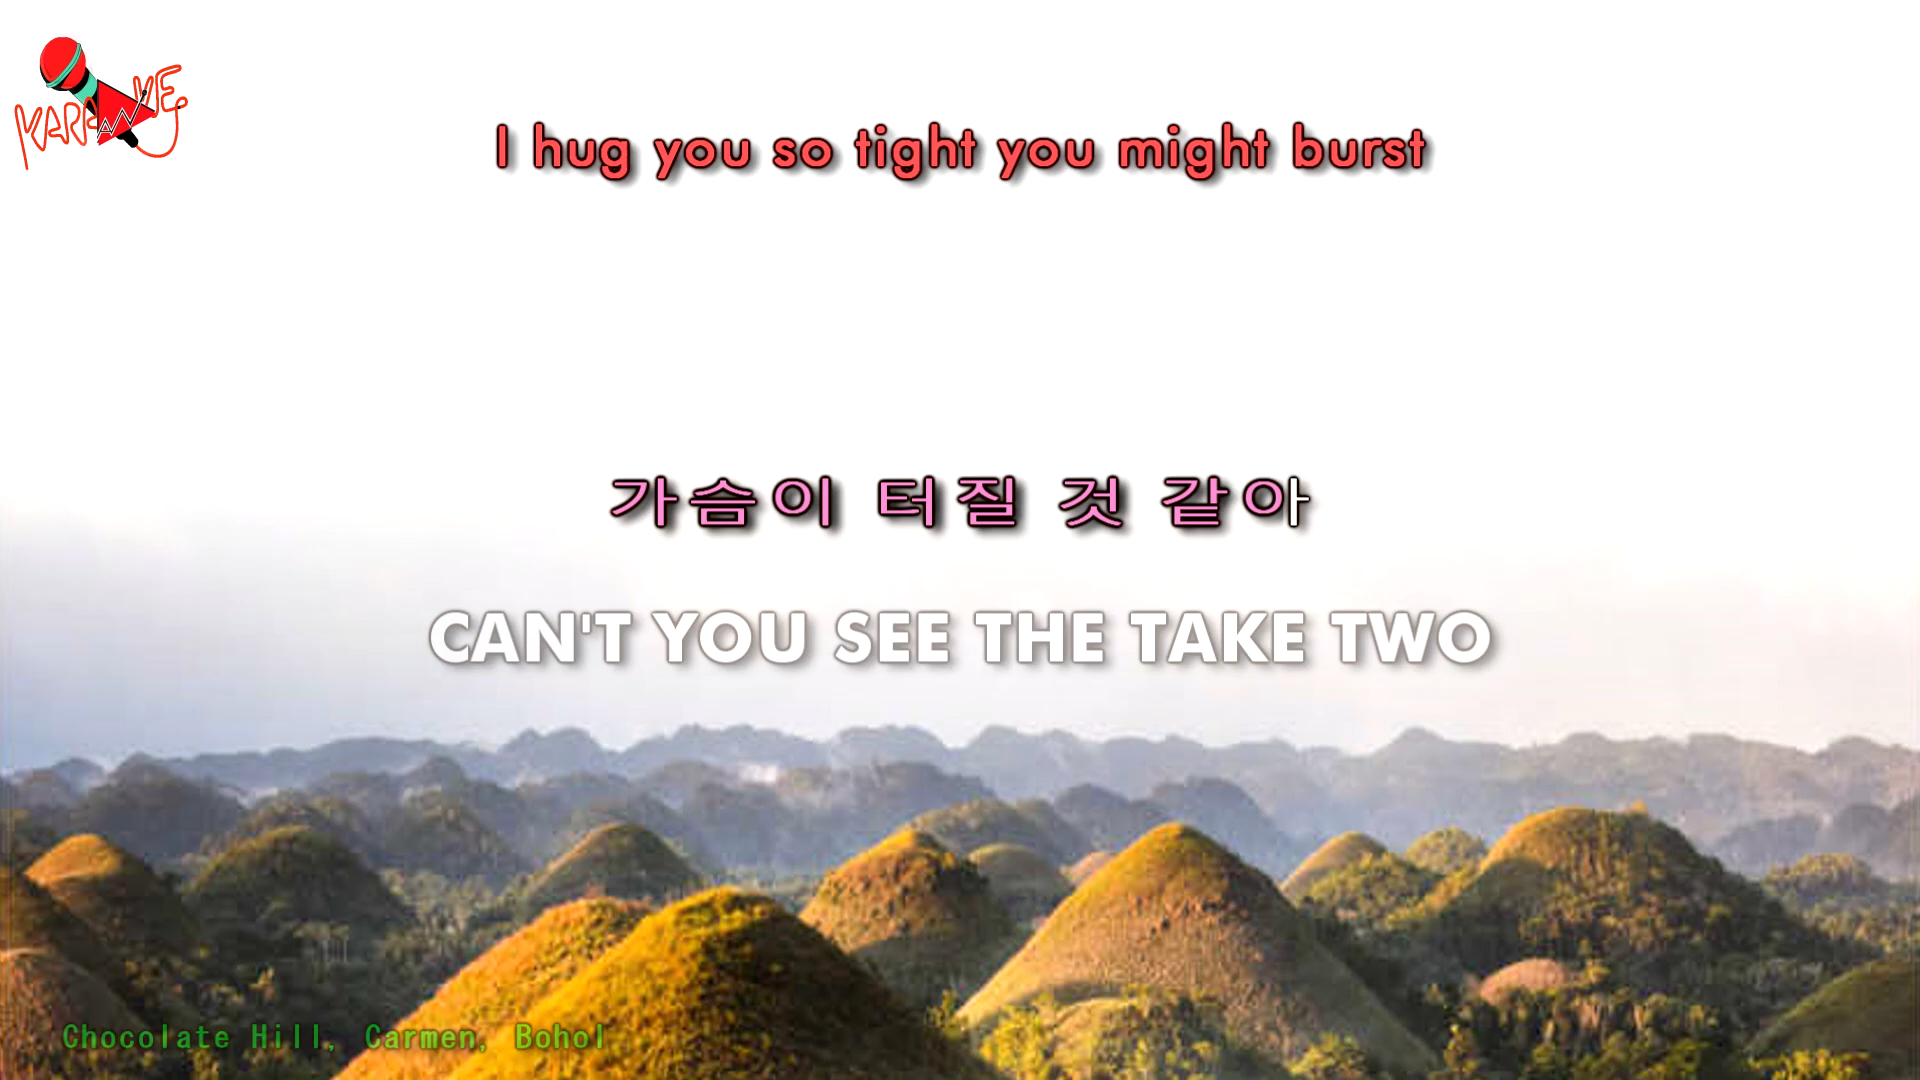 KARAOKE
I hug you so tight you might burst
가슴이 터질 것 같아
CAN'T YOU SEE THE TAKE TWO
Chocolate Hill, Carmen, Bohol